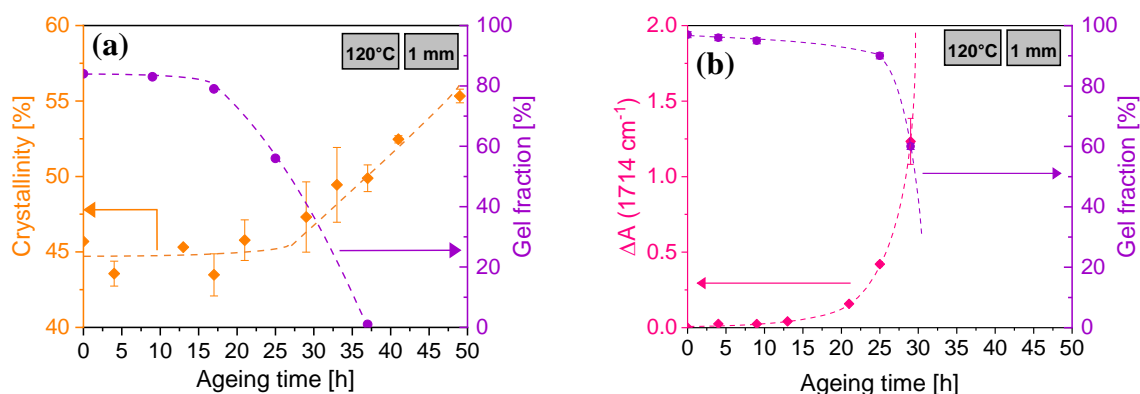 (a)
120°C
1 mm
Crystallinity [%]
60
55
50
45
40
Gel fraction [%]
100
80
60
40
20
0
0 5 10 15 20 25 30 35 40 45 50
Ageing time [h]
(b)
120°C
1 mm
ΔA (1714 cm⁻¹)
2.0
1.5
1.0
0.5
0.0
Gel fraction [%]
100
80
60
40
20
0
0 5 10 15 20 25 30 35 40 45 50
Ageing time [h]